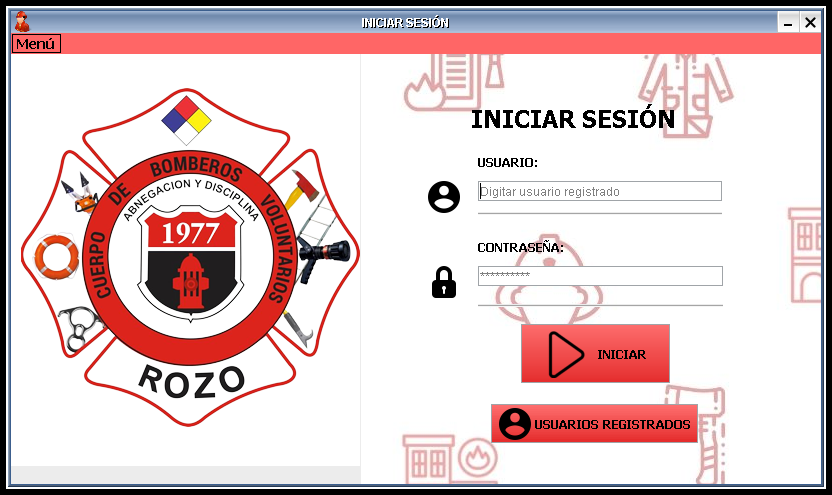 INICIAR SESIÓN
Menú
CUERPO DE BOMBEROS VOLUNTARIOS
ABNEGACION Y DISCIPLINA
1977
ROZO
INICIAR SESIÓN
USUARIO:
Digitar usuario registrado
CONTRASEÑA:
**********
INICIAR
USUARIOS REGISTRADOS